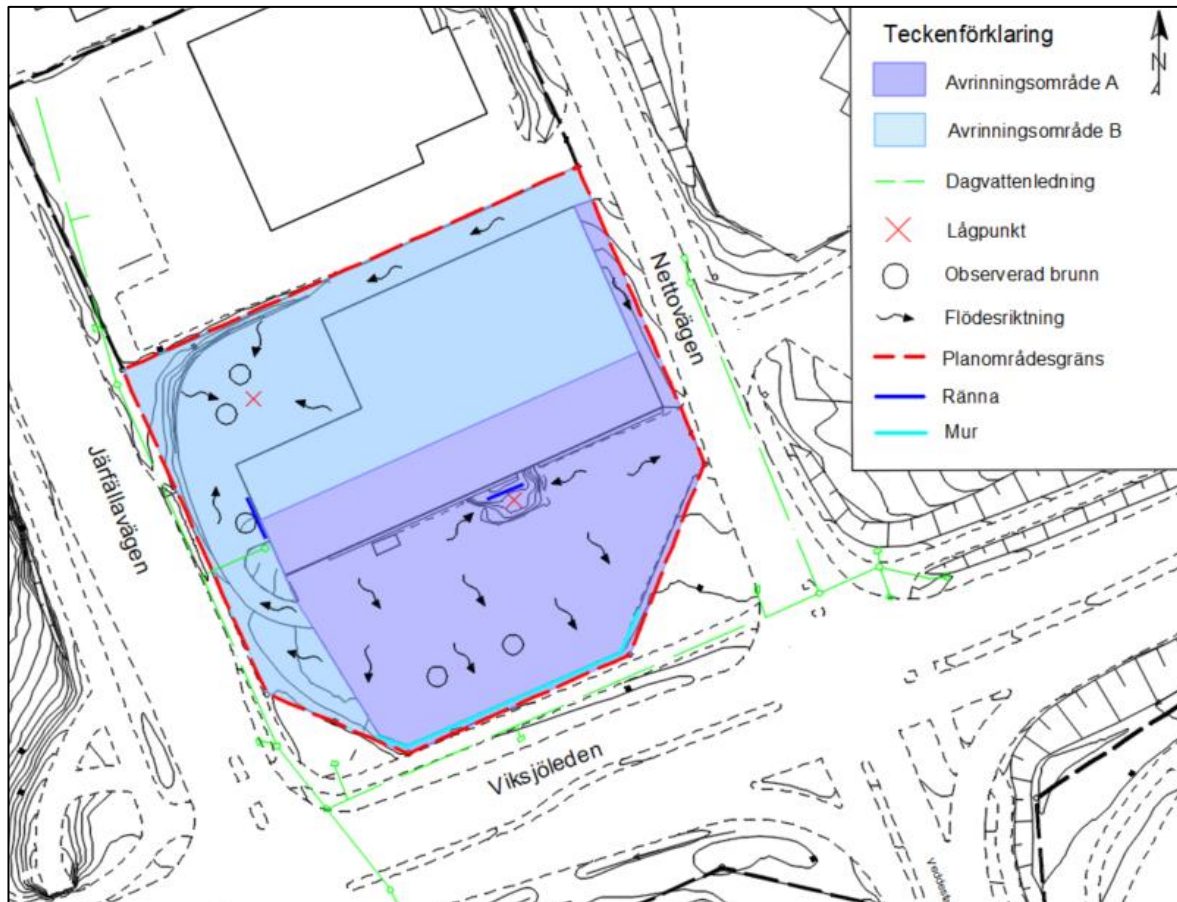 Teckenförklaring
N
Avrinningsområde A
Avrinningsområde B
Dagvattenledning
Lågpunkt
Observerad brunn
Flödesriktning
Planområdesgräns
Ränna
Mur
Nettovägen
Järfällavägen
Viksjöleden